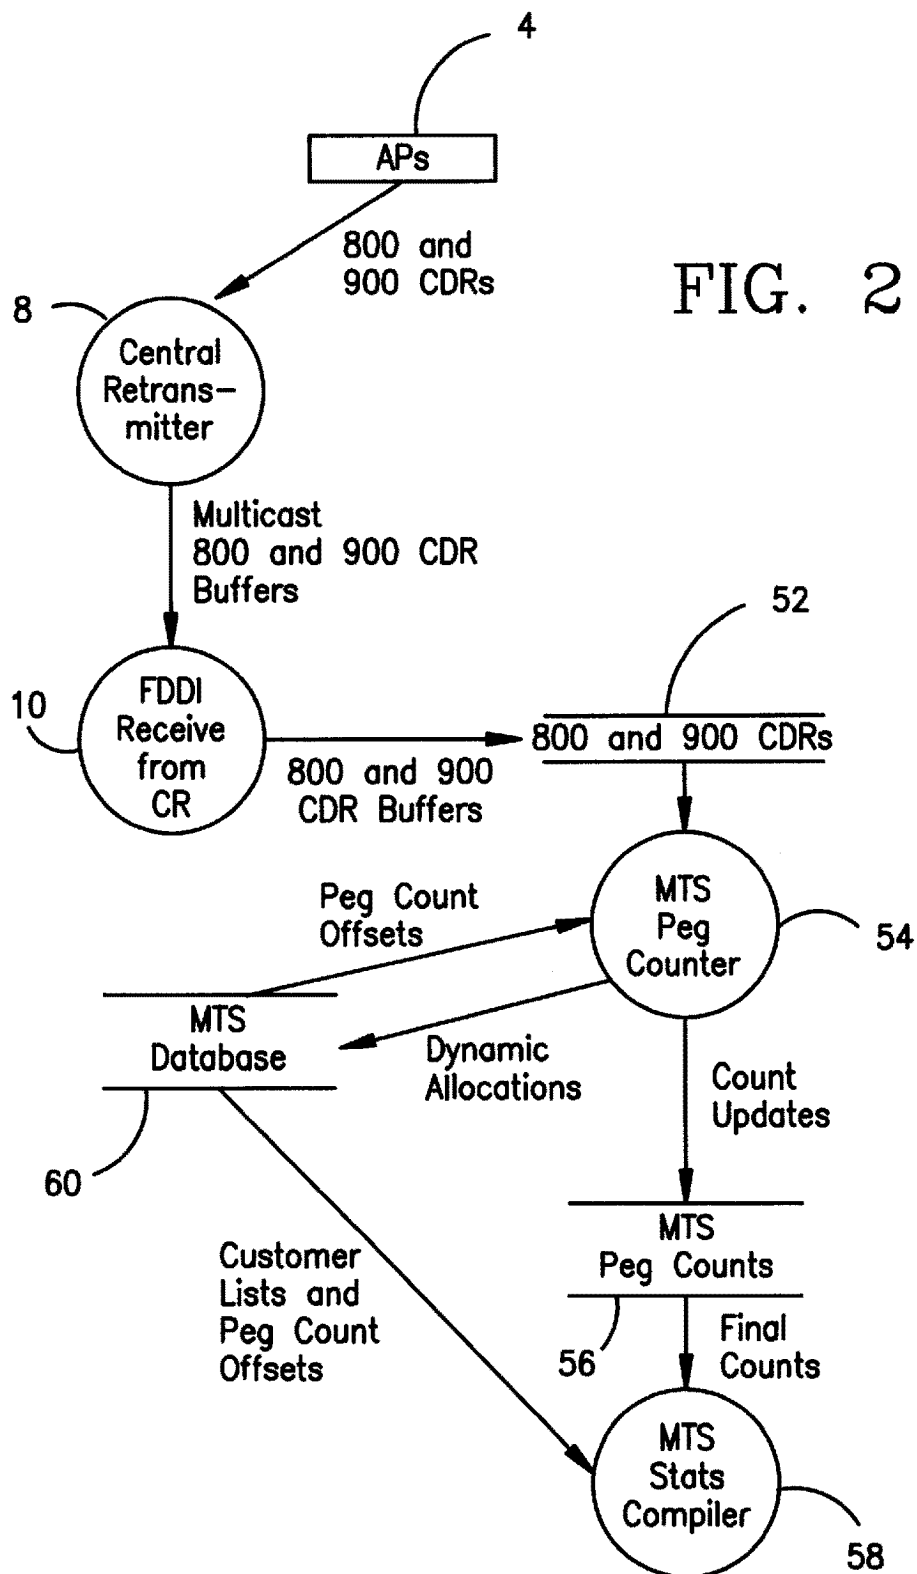 4
APs
800 and
900 CDRs
FIG. 2
8
Central
Retrans-
mitter
Multicast
800 and 900 CDR
Buffers
52
10
FDDI
Receive
from
CR
800 and 900 CDRs
800 and 900
CDR Buffers
MTS
Peg
Counter
54
Peg Count
Offsets
MTS
Database
Dynamic
Allocations
Count
Updates
60
MTS
Peg Counts
Customer
Lists and
Peg Count
Offsets
56
Final
Counts
MTS
Stats
Compiler
58